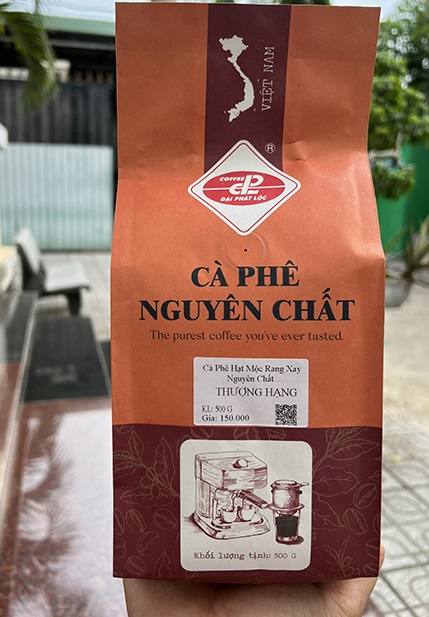 VIỆT NAM
®
COFFEE
ĐẠI PHÁT LỘC
CÀ PHÊ
NGUYÊN CHẤT
The purest coffee you've ever tasted.
Cà Phê Hạt Mộc Rang Xay
Nguyên Chất
THƯỢNG HẠNG
KL: 500 G
Giá: 150.000
Khối lượng tịnh: 500 G